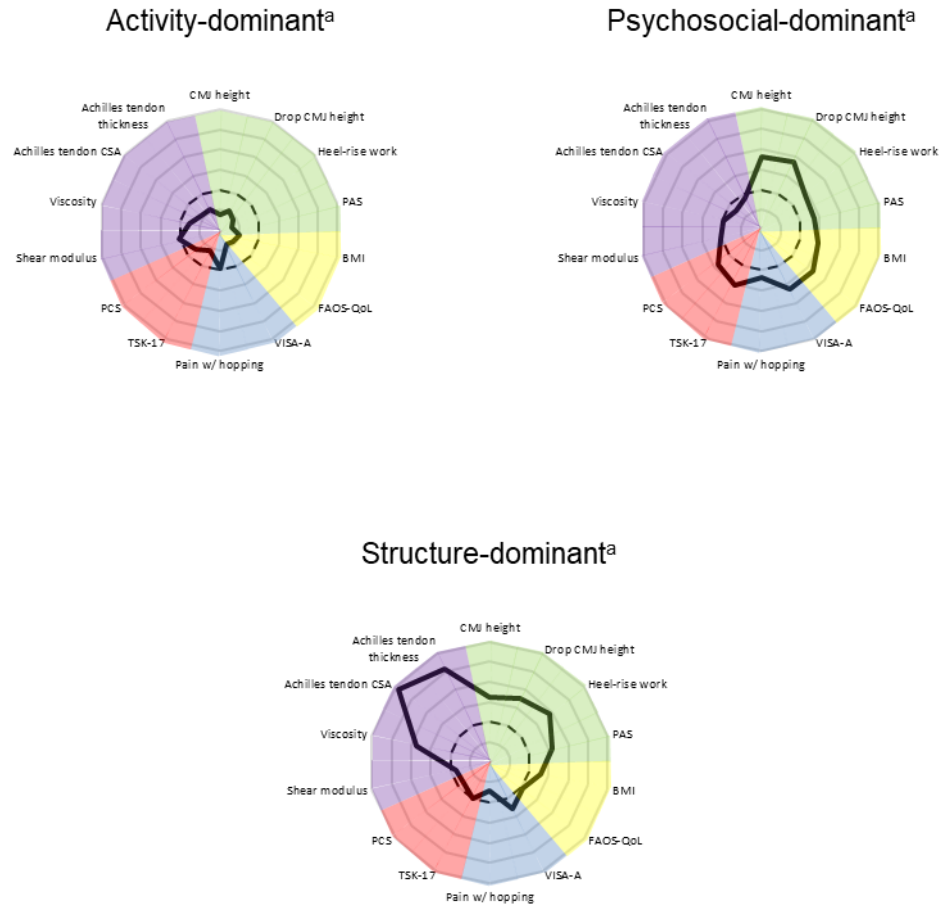 Activity-dominantᵃ
CMJ height
Drop CMJ height
Heel-rise work
PAS
BMI
FAOS-QoL
VISA-A
Pain w/ hopping
TSK-17
PCS
Shear modulus
Viscosity
Achilles tendon CSA
Achilles tendon
thickness
Psychosocial-dominantᵃ
CMJ height
Drop CMJ height
Heel-rise work
PAS
BMI
FAOS-QoL
VISA-A
Pain w/ hopping
TSK-17
PCS
Shear modulus
Viscosity
Achilles tendon CSA
Achilles tendon
thickness
Structure-dominantᵃ
CMJ height
Drop CMJ height
Heel-rise work
PAS
BMI
FAOS-QoL
VISA-A
Pain w/ hopping
TSK-17
PCS
Shear modulus
Viscosity
Achilles tendon CSA
Achilles tendon
thickness